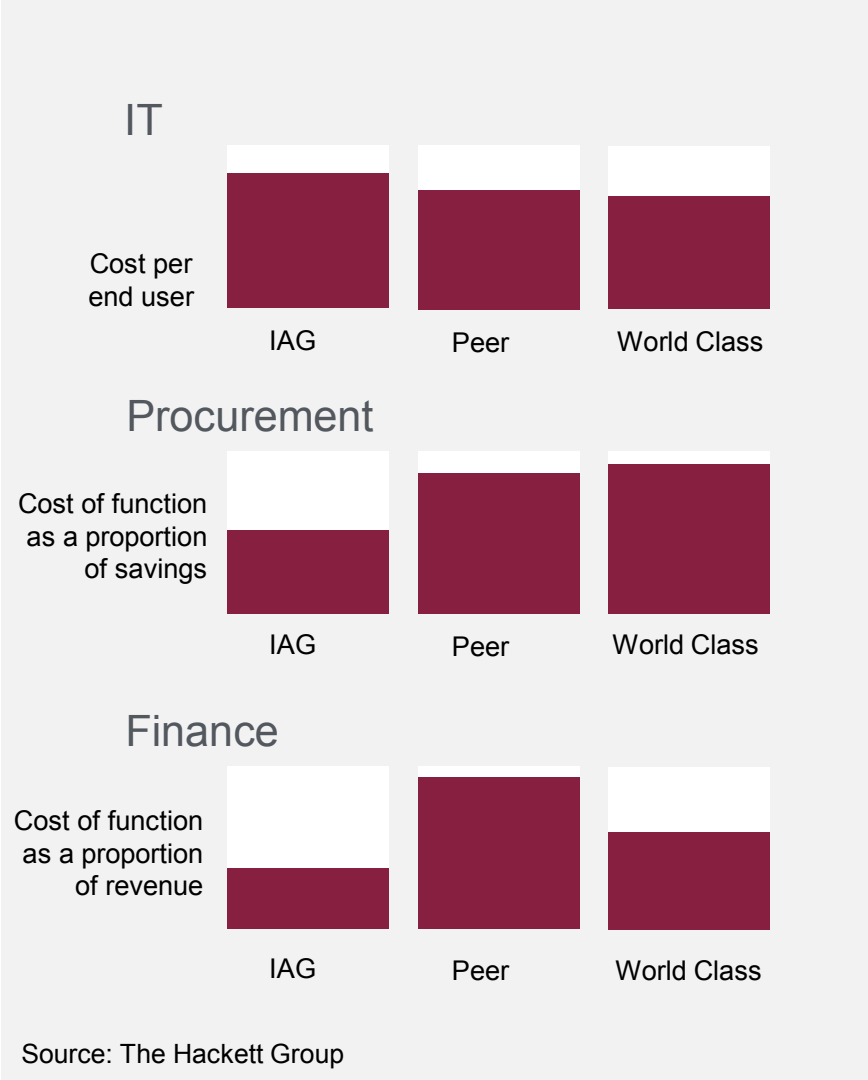 IT
Cost per
end user
IAG
Peer
World Class
Procurement
Cost of function
as a proportion
of savings
IAG
Peer
World Class
Finance
Cost of function
as a proportion
of revenue
IAG
Peer
World Class
Source: The Hackett Group